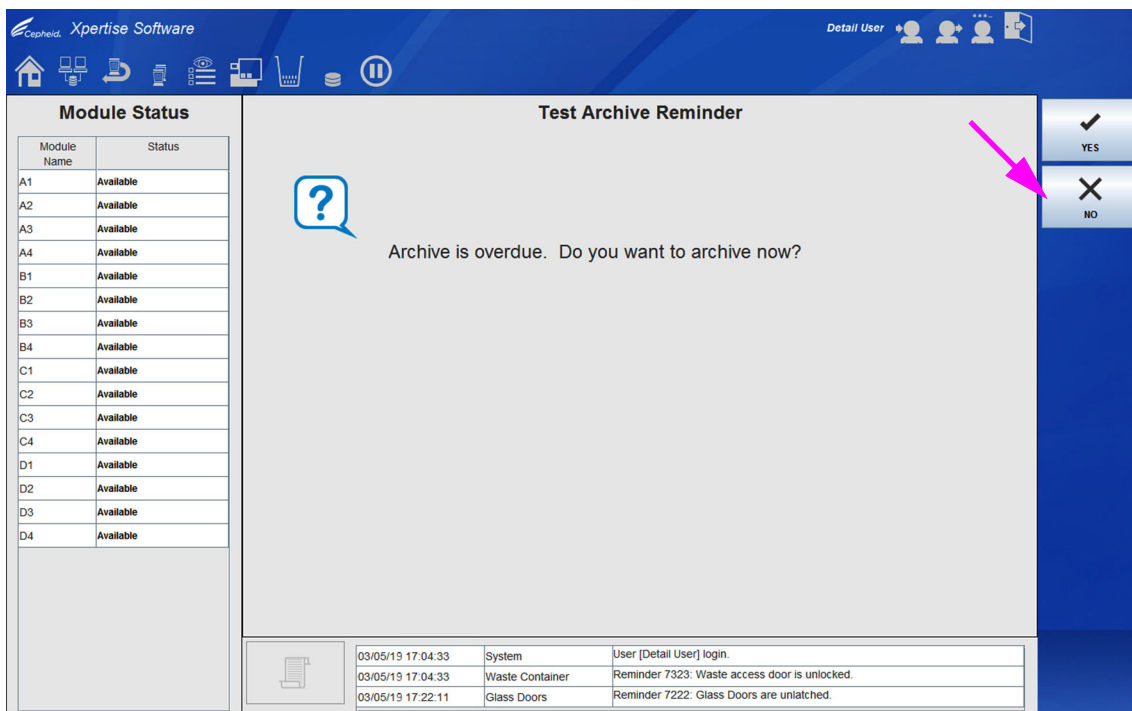 Cepheid. Xpertise Software
Detail User
Module Status
Module Name Status
A1 Available
A2 Available
A3 Available
A4 Available
B1 Available
B2 Available
B3 Available
B4 Available
C1 Available
C2 Available
C3 Available
C4 Available
D1 Available
D2 Available
D3 Available
D4 Available
Test Archive Reminder
?
Archive is overdue. Do you want to archive now?
YES
NO
03/05/19 17:04:33 System User [Detail User] login.
03/05/19 17:04:33 Waste Container Reminder 7323: Waste access door is unlocked.
03/05/19 17:22:11 Glass Doors Reminder 7222: Glass Doors are unlatched.